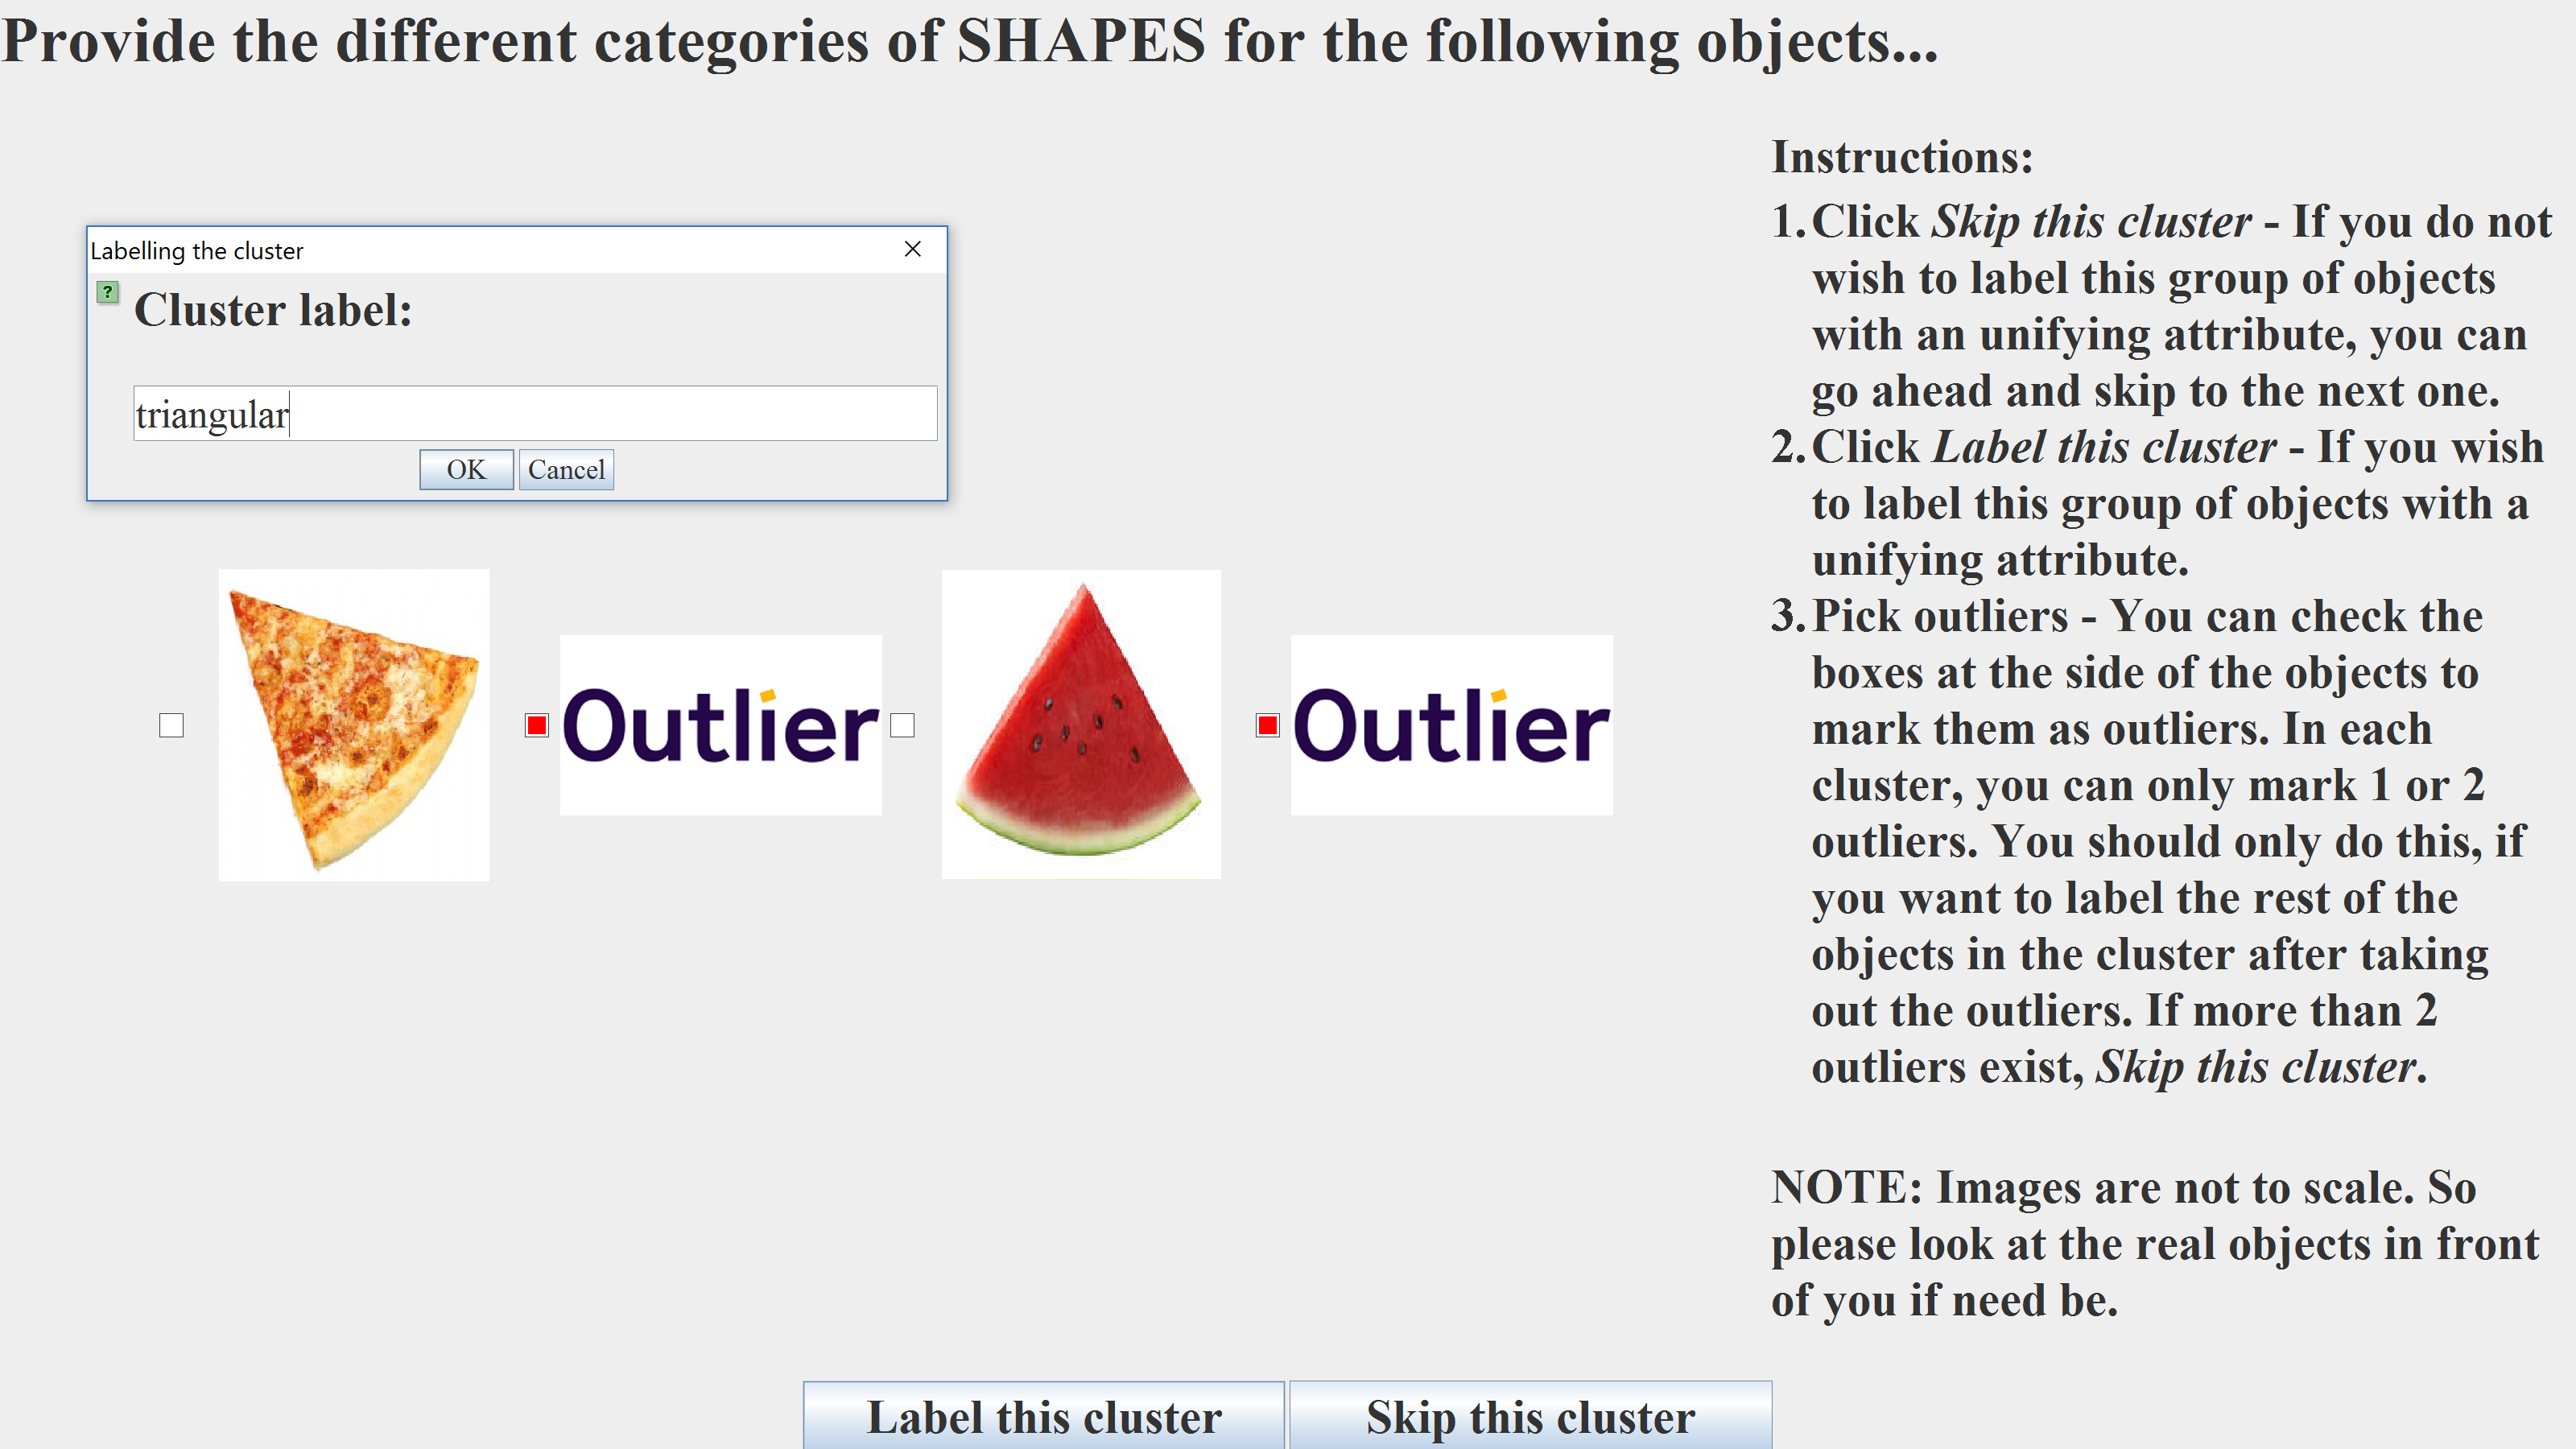 Provide the different categories of SHAPES for the following objects...
Labelling the cluster
?
Cluster label:
triangular
OK
Cancel
Outlier
Outlier
Instructions:
1. Click Skip this cluster - If you do not
wish to label this group of objects
with an unifying attribute, you can
go ahead and skip to the next one.
2. Click Label this cluster - If you wish
to label this group of objects with a
unifying attribute.
3. Pick outliers - You can check the
boxes at the side of the objects to
mark them as outliers. In each
cluster, you can only mark 1 or 2
outliers. You should only do this, if
you want to label the rest of the
objects in the cluster after taking
out the outliers. If more than 2
outliers exist, Skip this cluster.
NOTE: Images are not to scale. So
please look at the real objects in front
of you if need be.
Label this cluster
Skip this cluster